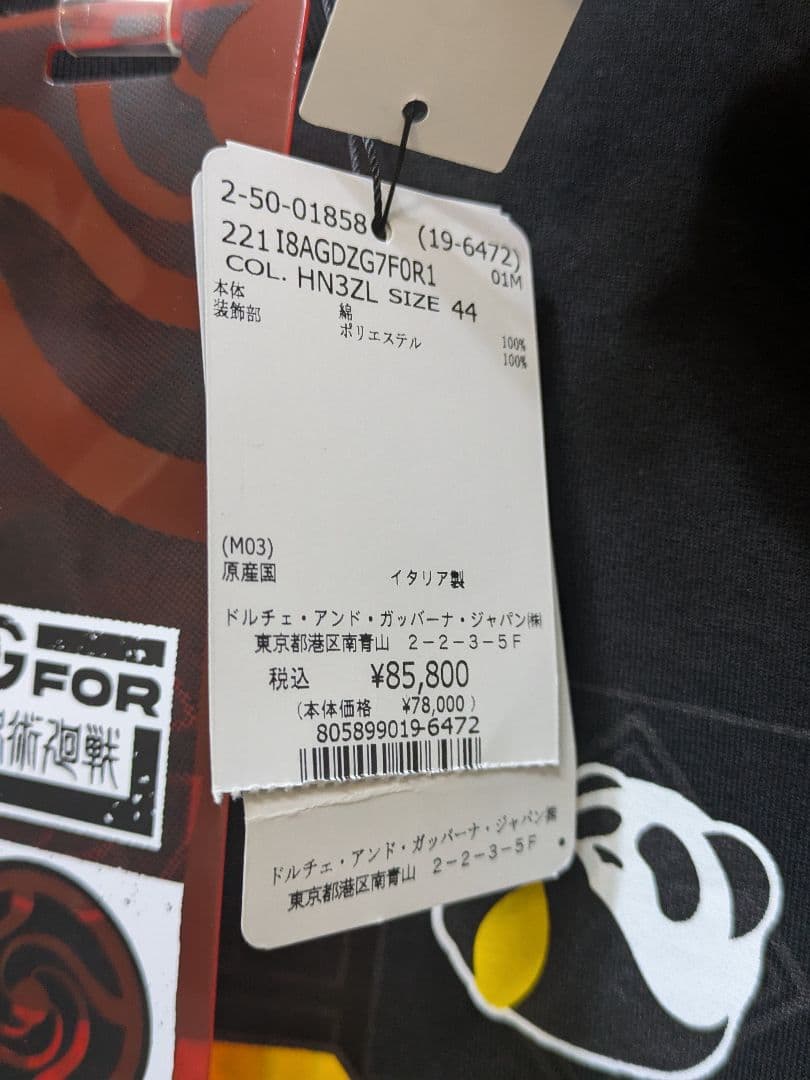 2-50-01858 (19-6472)
221 I8AGDZG7F0R1 01M
COL. HN3ZL SIZE 44
本体 綿 100%
装飾部 ポリエステル 100%
(M03)
原産国 イタリア製
ドルチェ・アンド・ガッバーナ・ジャパン㈱
東京都港区南青山 2-2-3-5F
税込 ¥85,800
(本体価格 ¥78,000)
805899019-6472
ドルチェ・アンド・ガッバーナ・ジャパン㈱
東京都港区南青山 2-2-3-5F
FOR
術廻戦